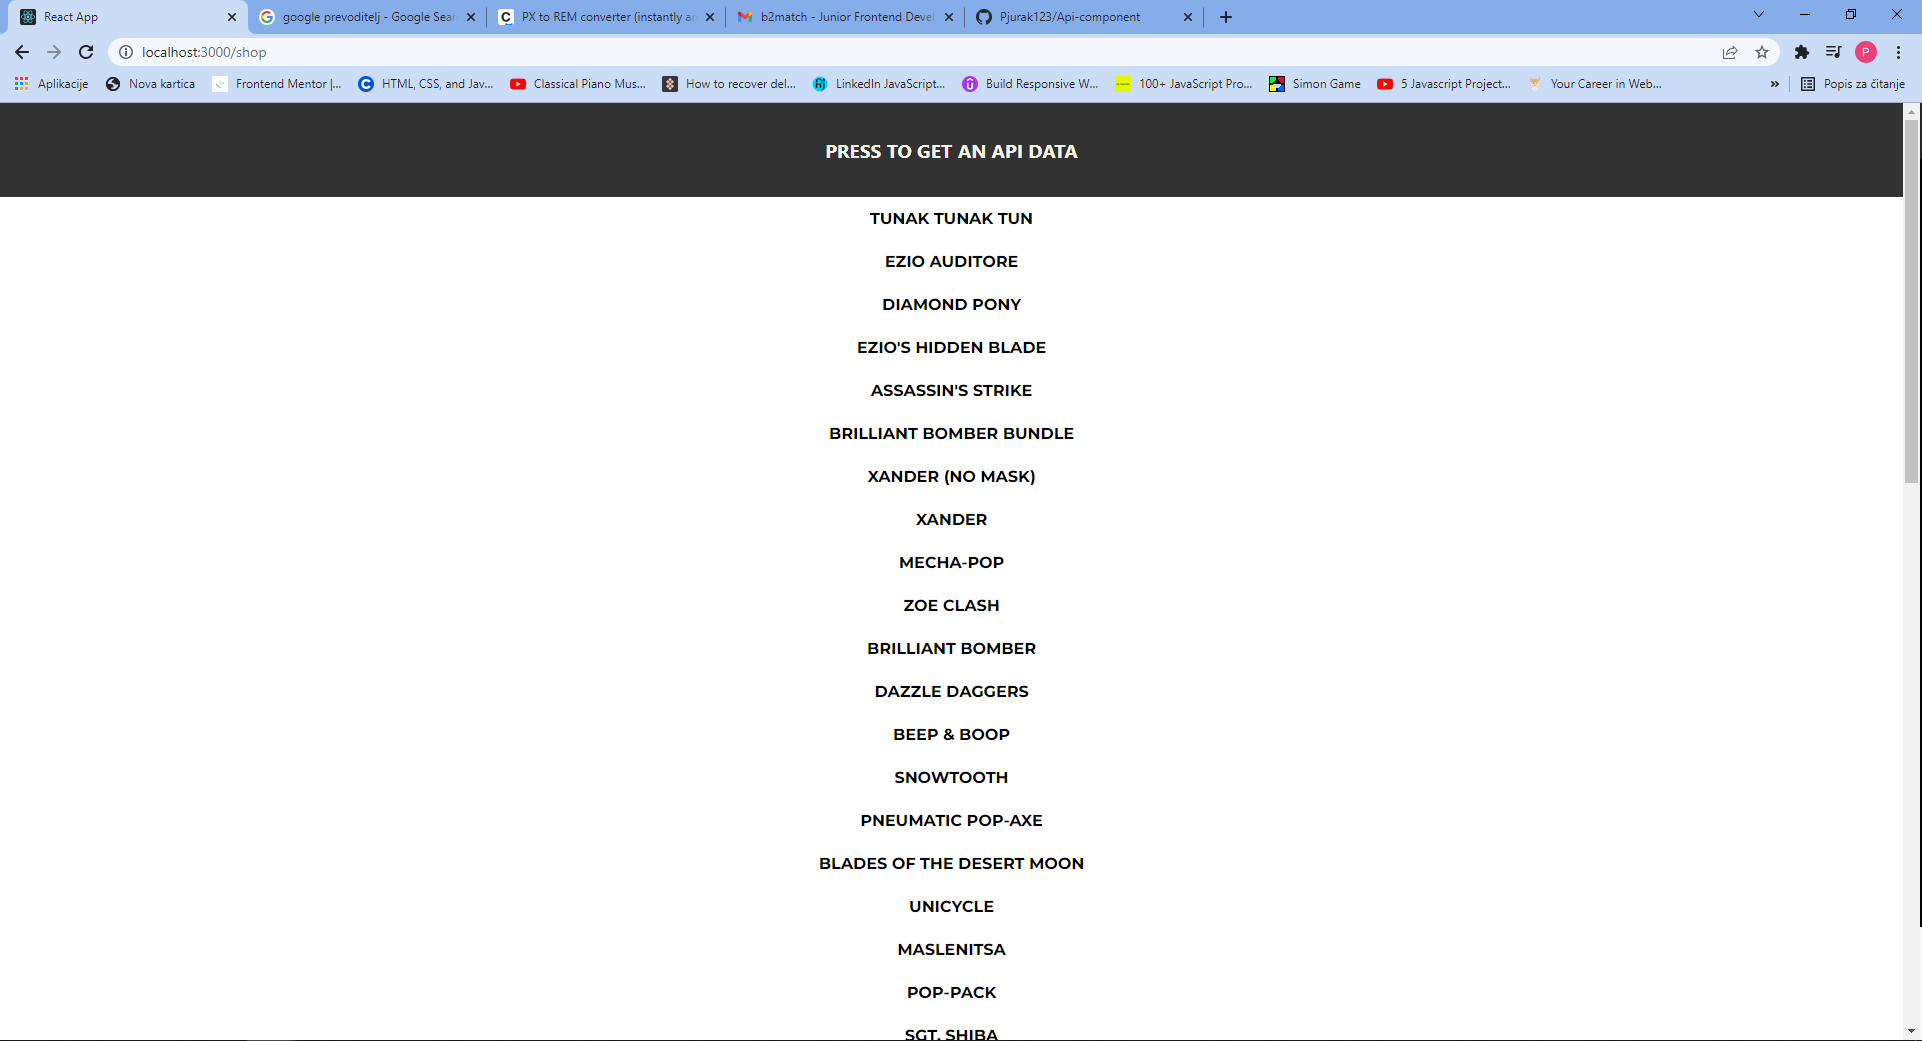 React App
google prevoditelj - Google Sear
PX to REM converter (instantly an
b2match - Junior Frontend Devel
Pjurak123/Api-component
localhost:3000/shop
P
Aplikacije
Nova kartica
Frontend Mentor |...
HTML, CSS, and Jav...
Classical Piano Mus...
How to recover del...
LinkedIn JavaScript...
Build Responsive W...
100+ JavaScript Pro...
Simon Game
5 Javascript Project...
Your Career in Web...
»
Popis za čitanje
PRESS TO GET AN API DATA
TUNAK TUNAK TUN
EZIO AUDITORE
DIAMOND PONY
EZIO'S HIDDEN BLADE
ASSASSIN'S STRIKE
BRILLIANT BOMBER BUNDLE
XANDER (NO MASK)
XANDER
MECHA-POP
ZOE CLASH
BRILLIANT BOMBER
DAZZLE DAGGERS
BEEP & BOOP
SNOWTOOTH
PNEUMATIC POP-AXE
BLADES OF THE DESERT MOON
UNICYCLE
MASLENITSA
POP-PACK
SGT. SHIBA